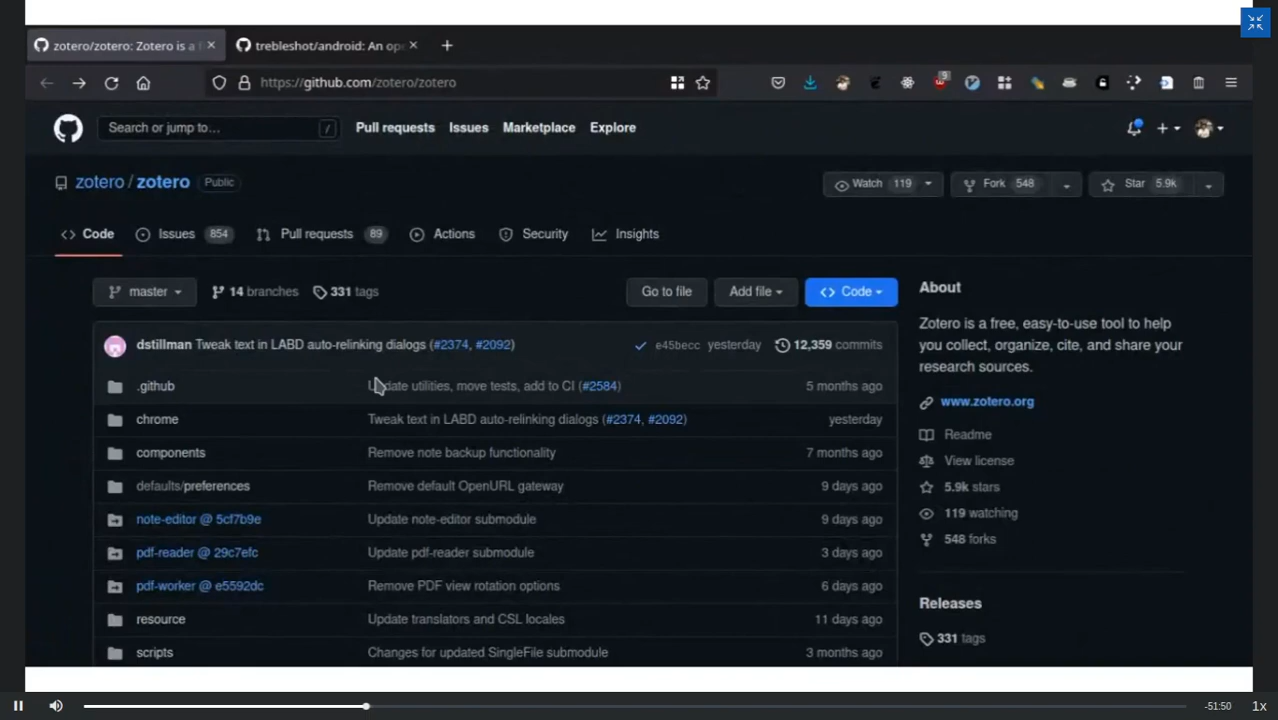 zotero/zotero: Zotero is a f
trebleshot/android: An ope
https://github.com/zotero/zotero
9
Search or jump to…
/
Pull requests
Issues
Marketplace
Explore
zotero / zotero
Public
Watch 119
Fork 548
Star 5.9k
Code
Issues 854
Pull requests 89
Actions
Security
Insights
master
14 branches
331 tags
Go to file
Add file
Code
dstillman Tweak text in LABD auto-relinking dialogs (#2374, #2092)
e45becc yesterday
12,359 commits
.github
Update utilities, move tests, add to CI (#2584)
5 months ago
chrome
Tweak text in LABD auto-relinking dialogs (#2374, #2092)
yesterday
components
Remove note backup functionality
7 months ago
defaults/preferences
Remove default OpenURL gateway
9 days ago
note-editor @ 5cf7b9e
Update note-editor submodule
9 days ago
pdf-reader @ 29c7efc
Update pdf-reader submodule
3 days ago
pdf-worker @ e5592dc
Remove PDF view rotation options
6 days ago
resource
Update translators and CSL locales
11 days ago
scripts
Changes for updated SingleFile submodule
3 months ago
About
Zotero is a free, easy-to-use tool to help
you collect, organize, cite, and share your
research sources.
www.zotero.org
Readme
View license
5.9k stars
119 watching
548 forks
Releases
331 tags
-51:50
1x